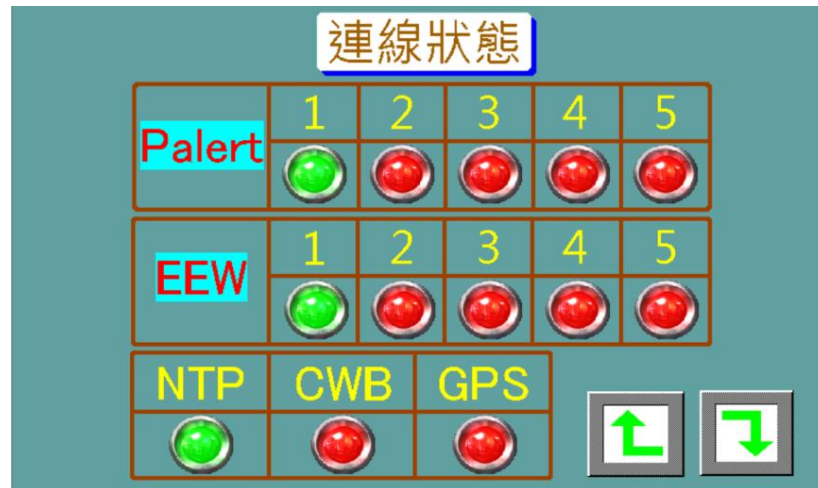 連線狀態
Palert 1 2 3 4 5
EEW 1 2 3 4 5
NTP CWB GPS